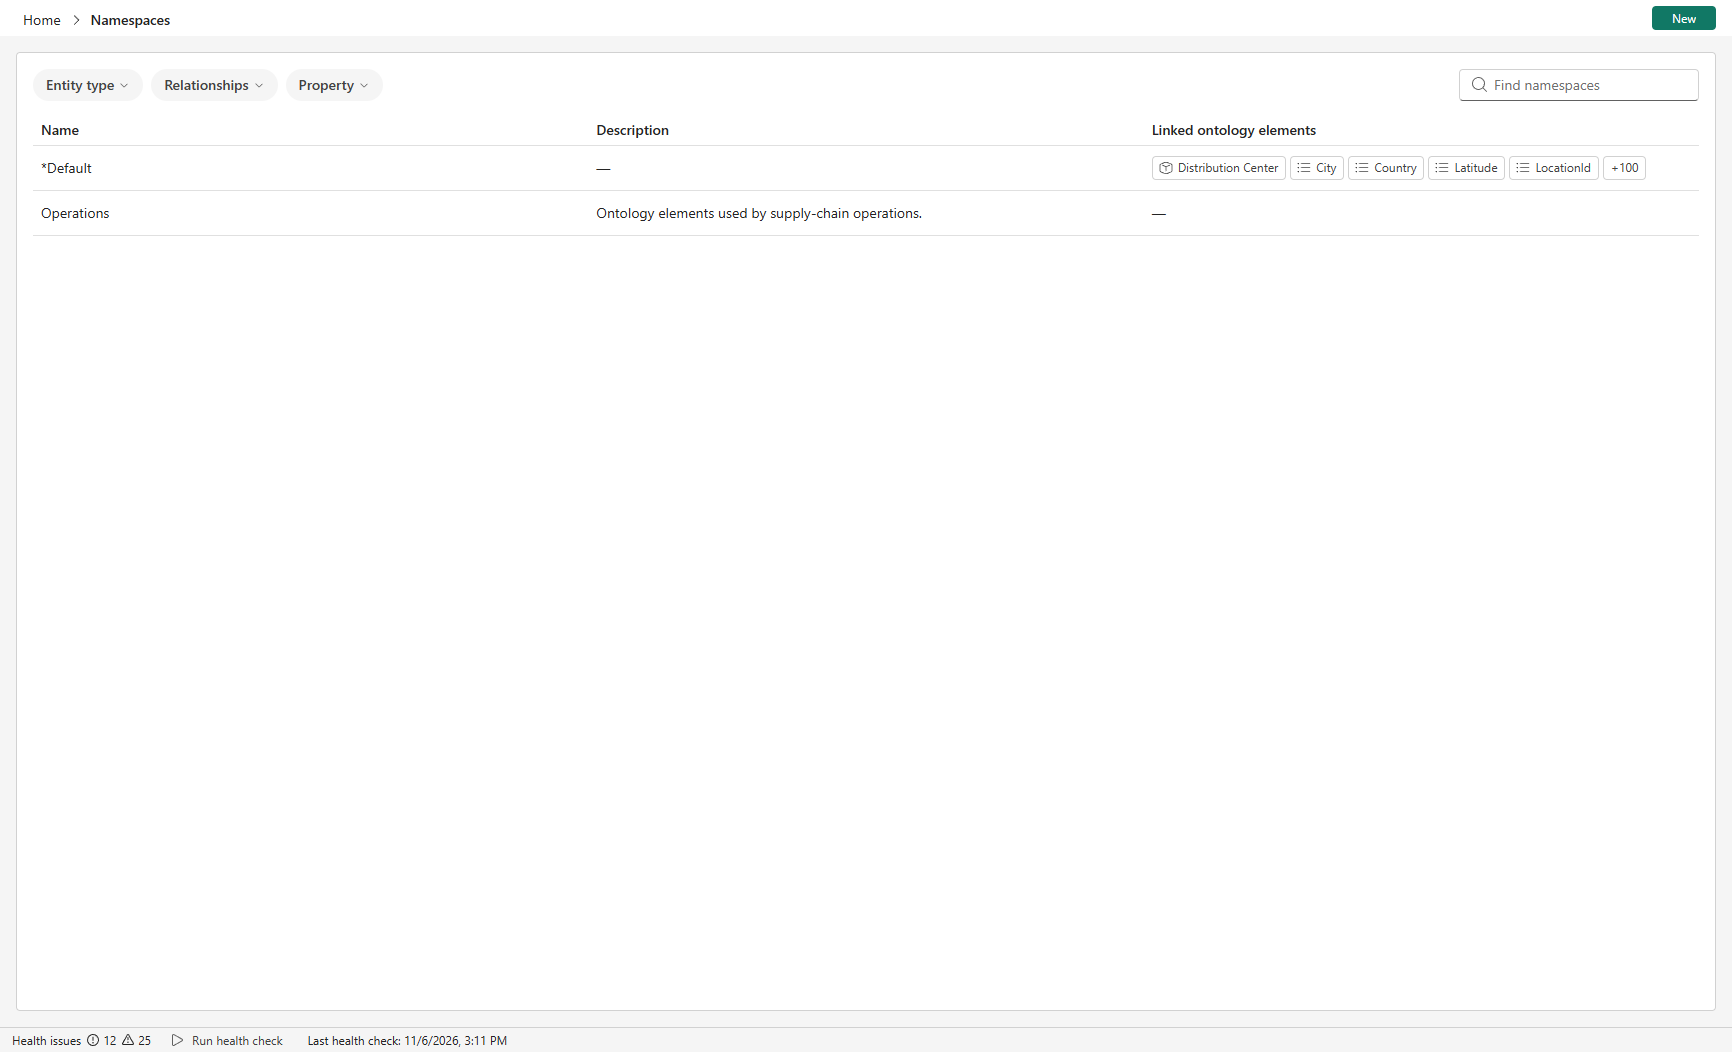 Home > Namespaces
New
Entity type
Relationships
Property
Find namespaces
Name Description Linked ontology elements
*Default — Distribution Center City Country Latitude LocationId +100
Operations Ontology elements used by supply-chain operations. —
Health issues 12 25 Run health check Last health check: 11/6/2026, 3:11 PM